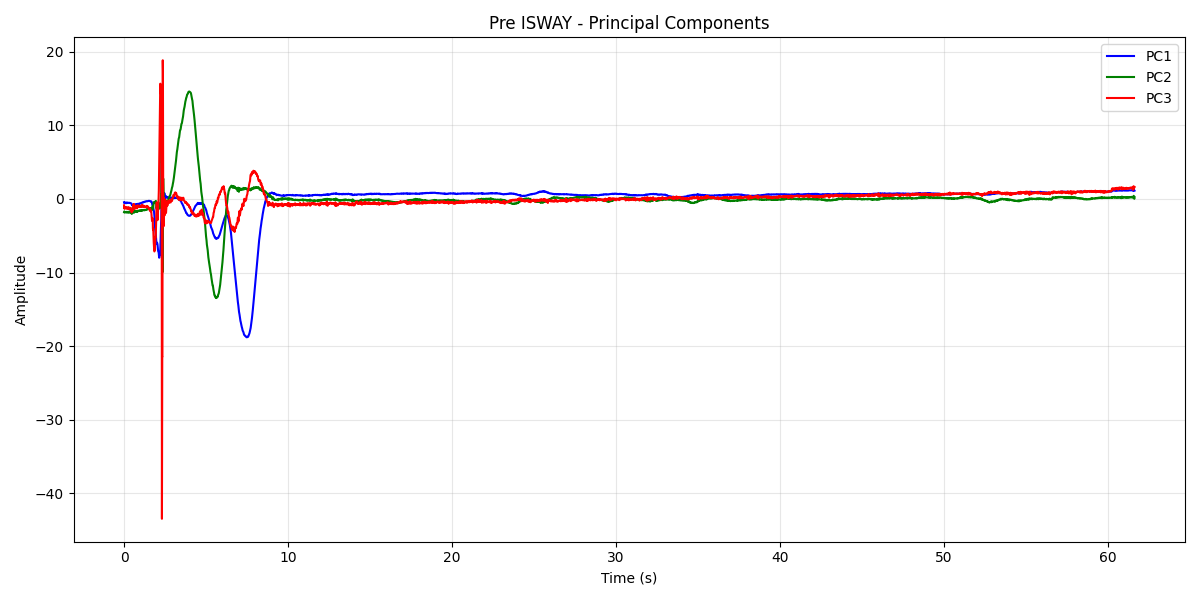 Pre ISWAY - Principal Components
PC1
PC2
PC3
Amplitude
20
10
0
−10
−20
−30
−40
0 10 20 30 40 50 60
Time (s)